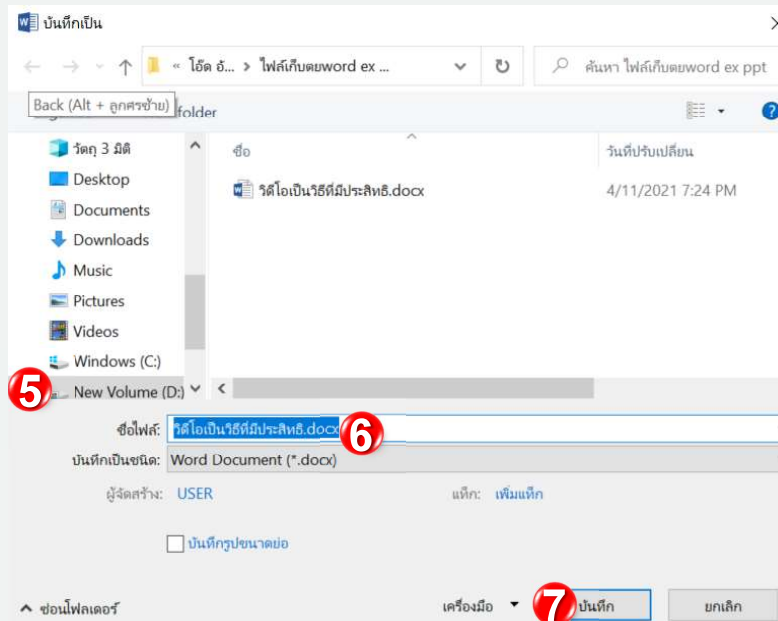 บันทึกเป็น
« โอ๊ต อั... > ไฟล์เก็บตยword ex ...
ค้นหา ไฟล์เก็บตยword ex ppt
Back (Alt + ลูกศรซ้าย)
folder
วัตถุ 3 มิติ
Desktop
Documents
Downloads
Music
Pictures
Videos
Windows (C:)
5 New Volume (D:)
ชื่อ วันที่ปรับเปลี่ยน
วิดีโอเป็นวิธีที่มีประสิทธิ.docx 4/11/2021 7:24 PM
ชื่อไฟล์: วิดีโอเป็นวิธีที่มีประสิทธิ.docx 6
บันทึกเป็นชนิด: Word Document (*.docx)
ผู้จัดสร้าง: USER แท็ก: เพิ่มแท็ก
บันทึกรูปขนาดย่อ
ซ่อนโฟลเดอร์ เครื่องมือ 7 บันทึก ยกเลิก